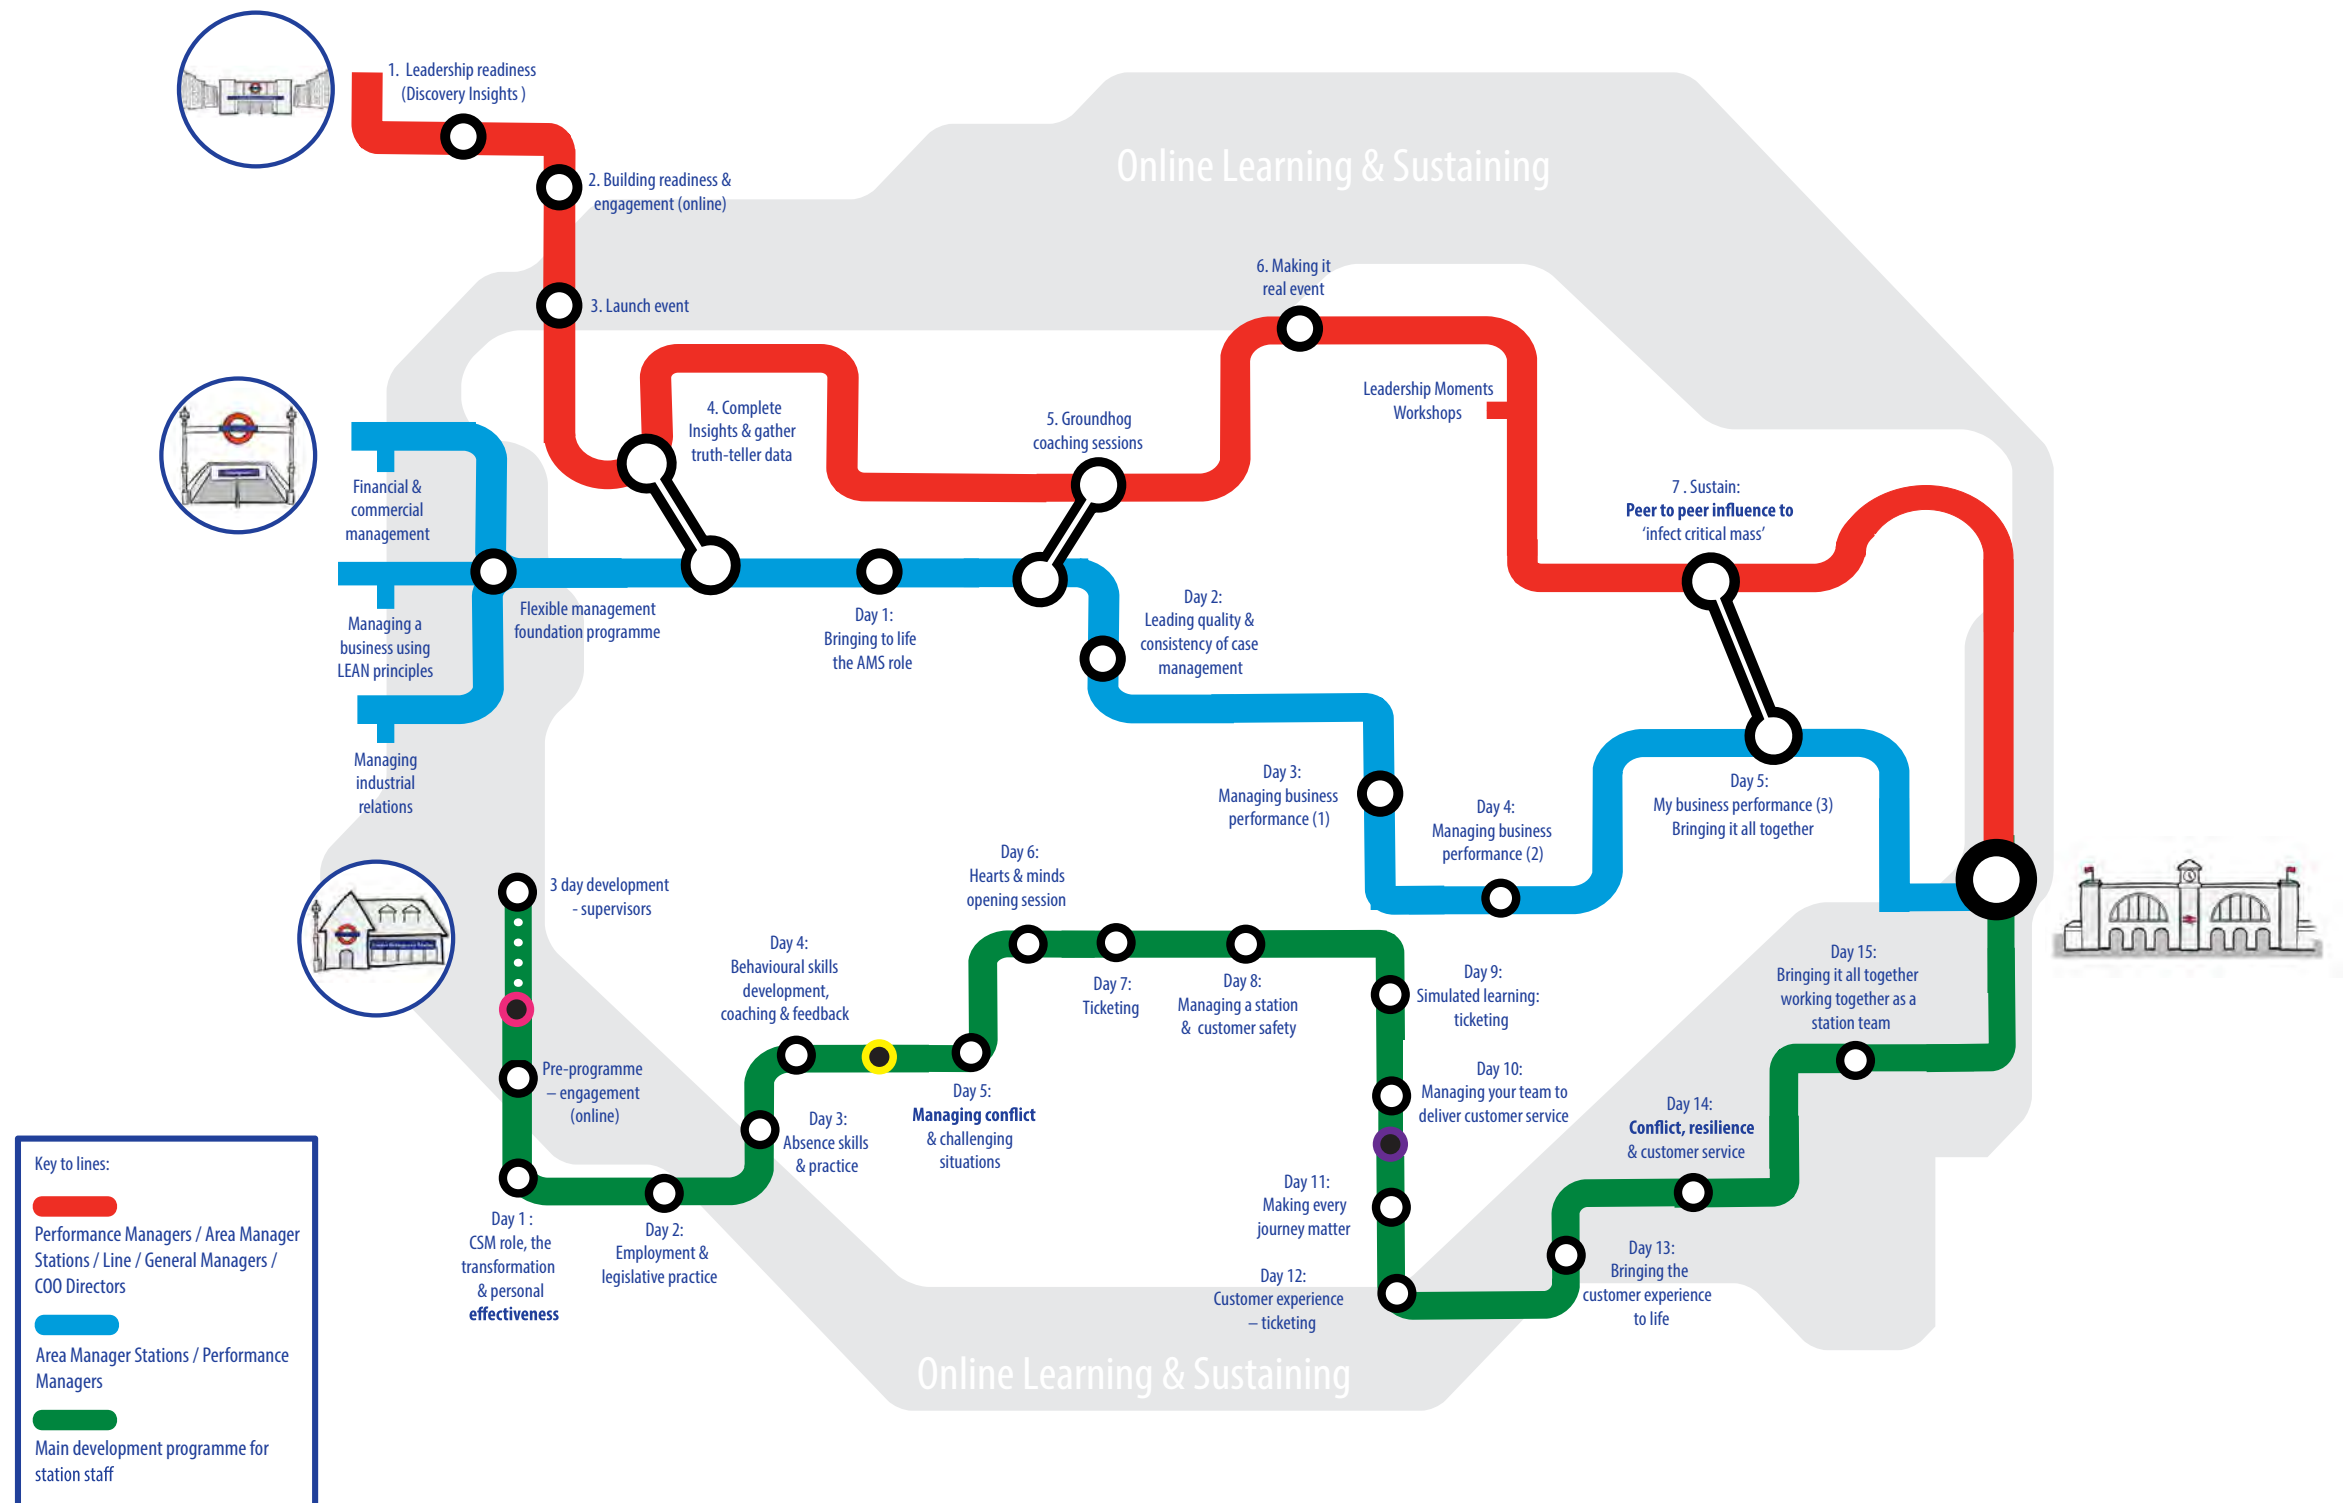 1. Leadership readiness
(Discovery Insights )
2. Building readiness &
engagement (online)
3. Launch event
Online Learning & Sustaining
6. Making it
real event
4. Complete
Insights & gather
truth-teller data
5. Groundhog
coaching sessions
Leadership Moments
Workshops
7 . Sustain:
Peer to peer influence to
‘infect critical mass’
Financial &
commercial
management
Managing a
business using
LEAN principles
Managing
industrial
relations
Flexible management
foundation programme
Day 1:
Bringing to life
the AMS role
Day 2:
Leading quality &
consistency of case
management
Day 3:
Managing business
performance (1)
Day 4:
Managing business
performance (2)
Day 5:
My business performance (3)
Bringing it all together
3 day development
- supervisors
Pre-programme
– engagement
(online)
Day 1 :
CSM role, the
transformation
& personal
effectiveness
Day 2:
Employment &
legislative practice
Day 3:
Absence skills
& practice
Day 4:
Behavioural skills
development,
coaching & feedback
Day 5:
Managing conflict
& challenging
situations
Day 6:
Hearts & minds
opening session
Day 7:
Ticketing
Day 8:
Managing a station
& customer safety
Day 9:
Simulated learning:
ticketing
Day 10:
Managing your team to
deliver customer service
Day 11:
Making every
journey matter
Day 12:
Customer experience
– ticketing
Day 13:
Bringing the
customer experience
to life
Day 14:
Conflict, resilience
& customer service
Day 15:
Bringing it all together
working together as a
station team
Online Learning & Sustaining
Key to lines:
Performance Managers / Area Manager
Stations / Line / General Managers /
COO Directors
Area Manager Stations / Performance
Managers
Main development programme for
station staff